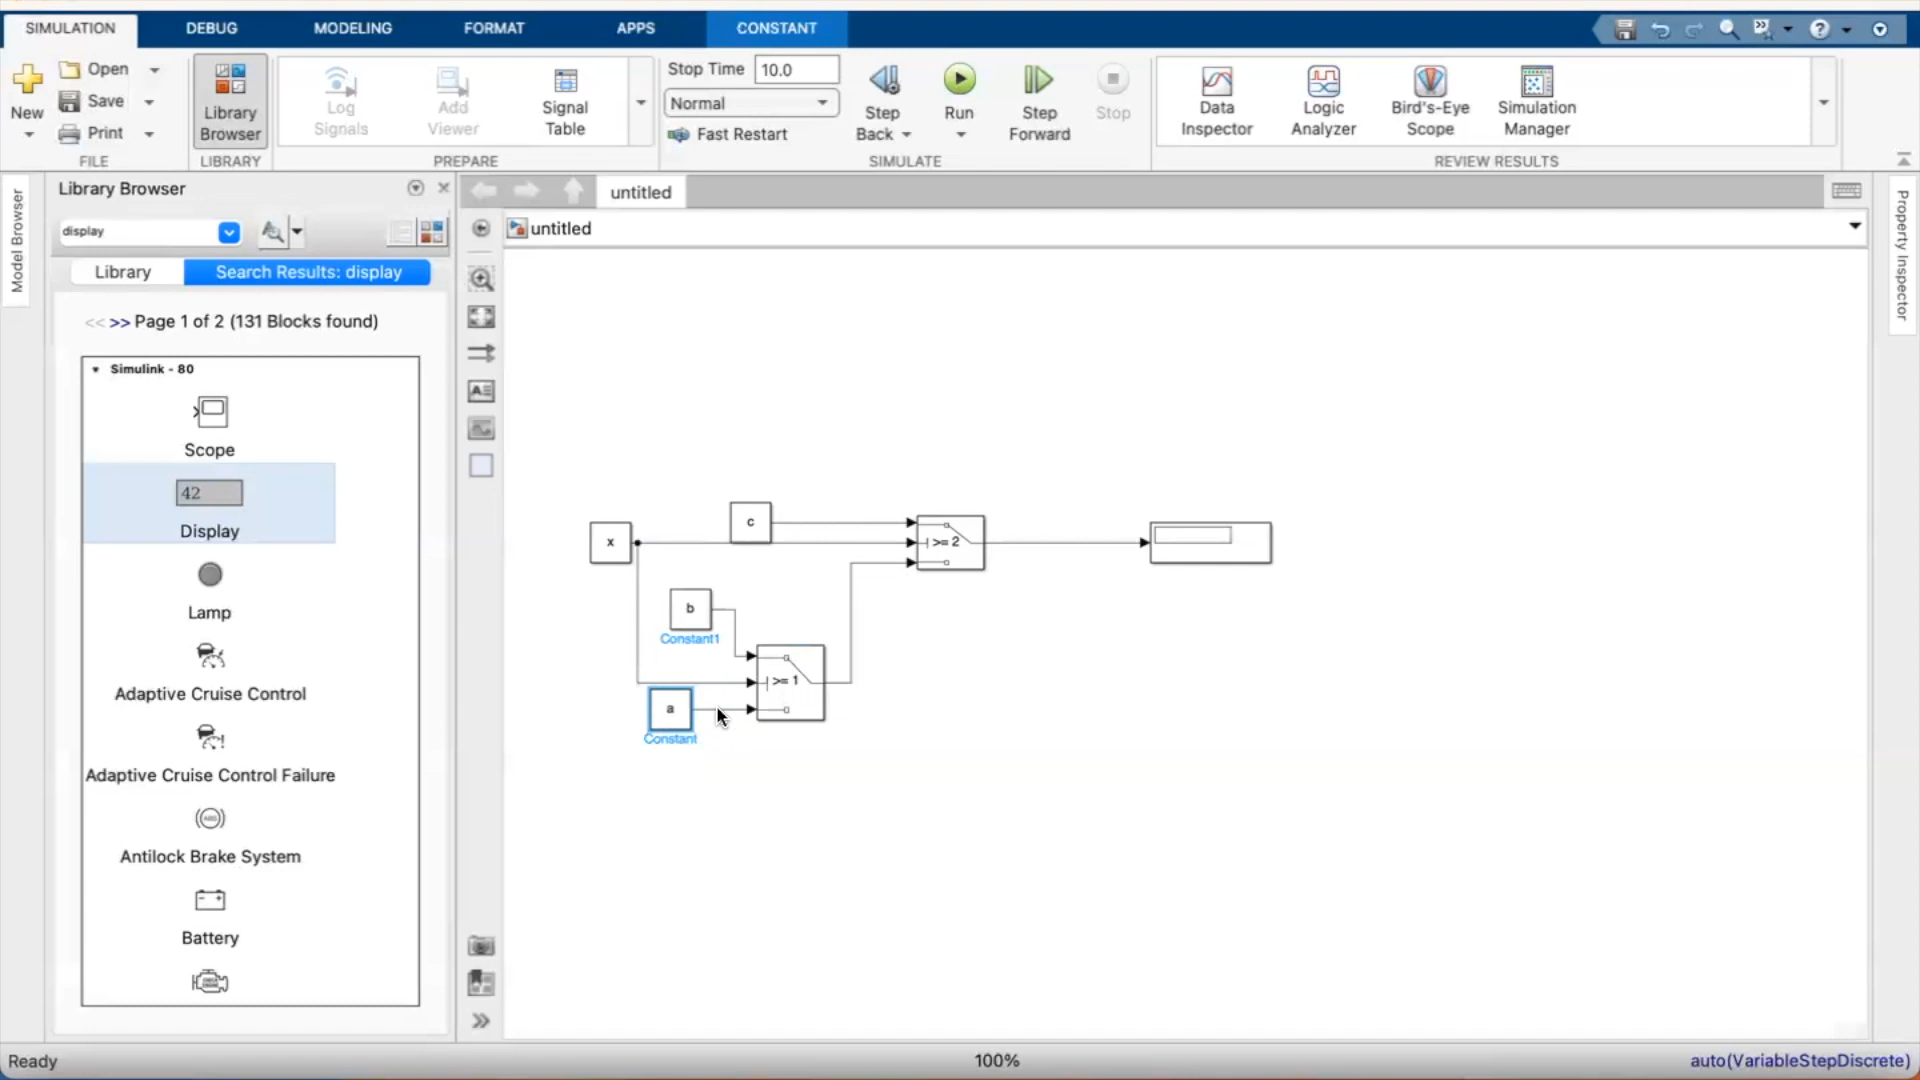 SIMULATION DEBUG MODELING FORMAT APPS CONSTANT
New
Open
Save
Print
FILE
Library
Browser
LIBRARY
Log
Signals
Add
Viewer
Signal
Table
PREPARE
Stop Time 10.0
Normal
Fast Restart
Step
Back
Run
Step
Forward
Stop
SIMULATE
Data
Inspector
Logic
Analyzer
Bird's-Eye
Scope
Simulation
Manager
REVIEW RESULTS
Model Browser
Library Browser
display
Library
Search Results: display
<< >> Page 1 of 2 (131 Blocks found)
Simulink - 80
Scope
42
Display
Lamp
Adaptive Cruise Control
Adaptive Cruise Control Failure
ABS
Antilock Brake System
Battery
CHECK
ENGINE
untitled
untitled
A
c
x
>= 2
b
Constant1
>= 1
a
Constant
Property Inspector
Ready
100%
auto(VariableStepDiscrete)